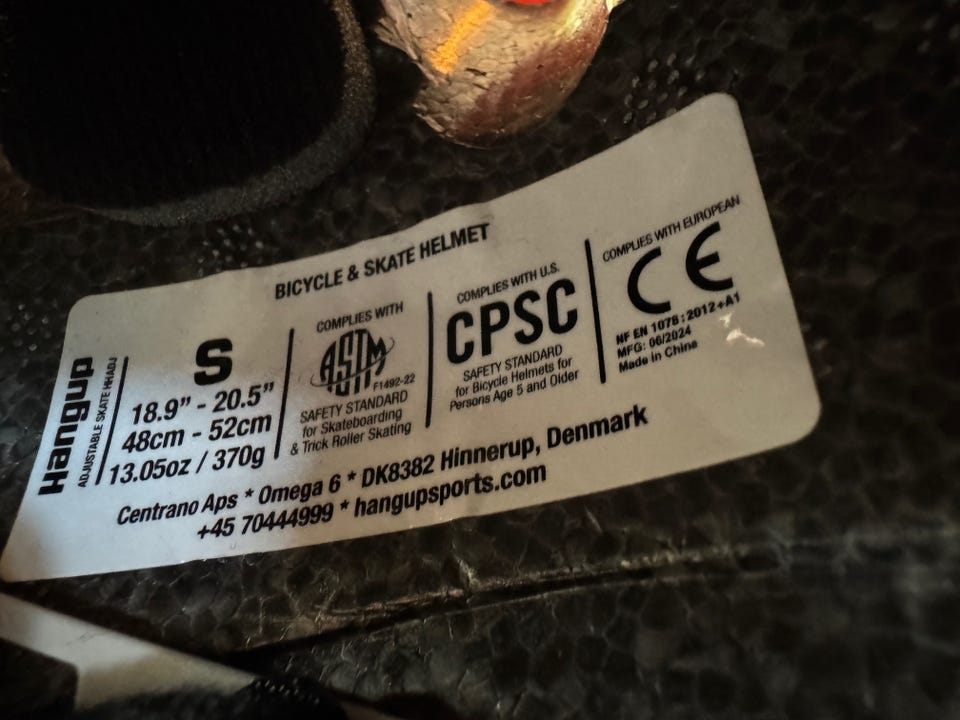 BICYCLE & SKATE HELMET
Hangup
ADJUSTABLE SKATE HHADJ
S
18.9” - 20.5”
48cm - 52cm
13.05oz / 370g
COMPLIES WITH
ASTM
F1492-22
SAFETY STANDARD
for Skateboarding
& Trick Roller Skating
COMPLIES WITH U.S.
CPSC
SAFETY STANDARD
for Bicycle Helmets for
Persons Age 5 and Older
COMPLIES WITH EUROPEAN
CE
NF EN 1078:2012+A1
MFG: 06/2024
Made in China
Centrano Aps * Omega 6 * DK8382 Hinnerup, Denmark
+45 70444999 * hangupsports.com